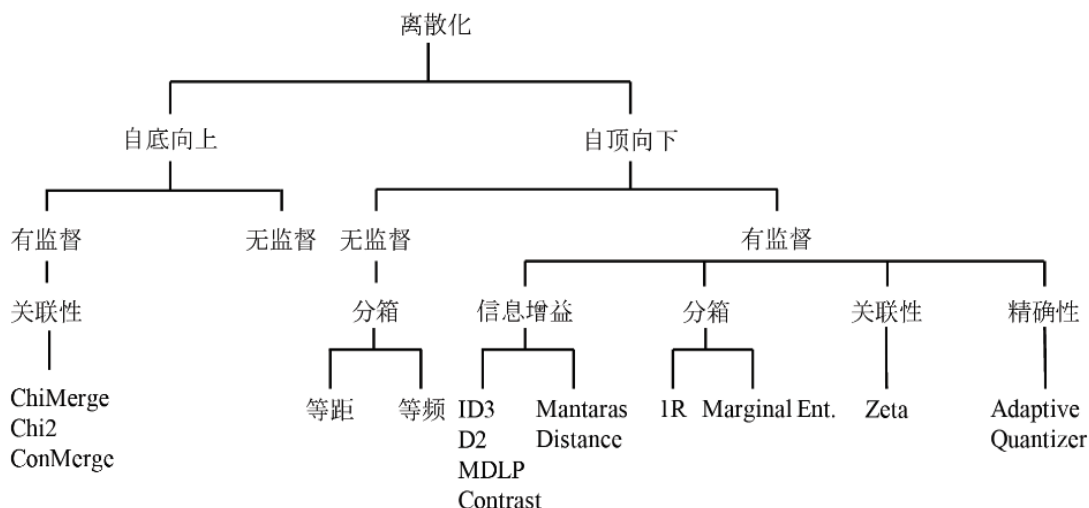 离散化
自底向上
自顶向下
有监督
无监督
无监督
有监督
关联性
分箱
信息增益
分箱
关联性
精确性
ChiMerge
Chi2
ConMerge
等距
等频
ID3
D2
MDLP
Contrast
Mantaras
Distance
1R
Marginal Ent.
Zeta
Adaptive
Quantizer